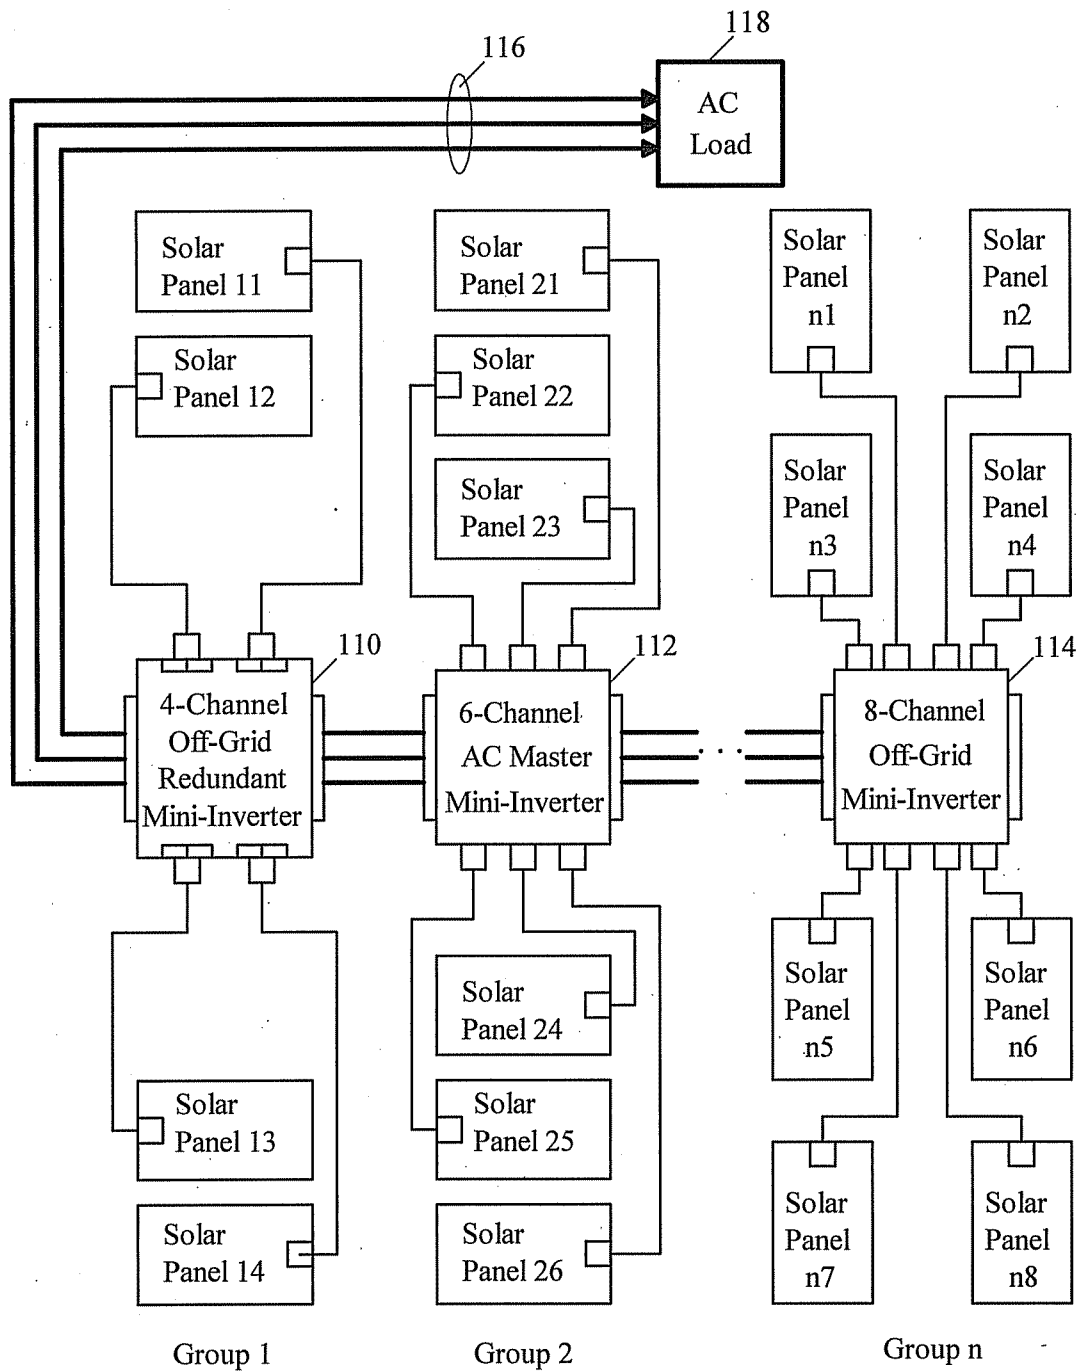 116
118
AC
Load
Solar
Panel 11
Solar
Panel 12
Solar
Panel 21
Solar
Panel 22
Solar
Panel 23
Solar
Panel
n1
Solar
Panel
n2
Solar
Panel
n3
Solar
Panel
n4
110
4-Channel
Off-Grid
Redundant
Mini-Inverter
112
6-Channel
AC Master
Mini-Inverter
. . .
114
8-Channel
Off-Grid
Mini-Inverter
Solar
Panel 13
Solar
Panel 14
Solar
Panel 24
Solar
Panel 25
Solar
Panel 26
Solar
Panel
n5
Solar
Panel
n6
Solar
Panel
n7
Solar
Panel
n8
Group 1
Group 2
Group n